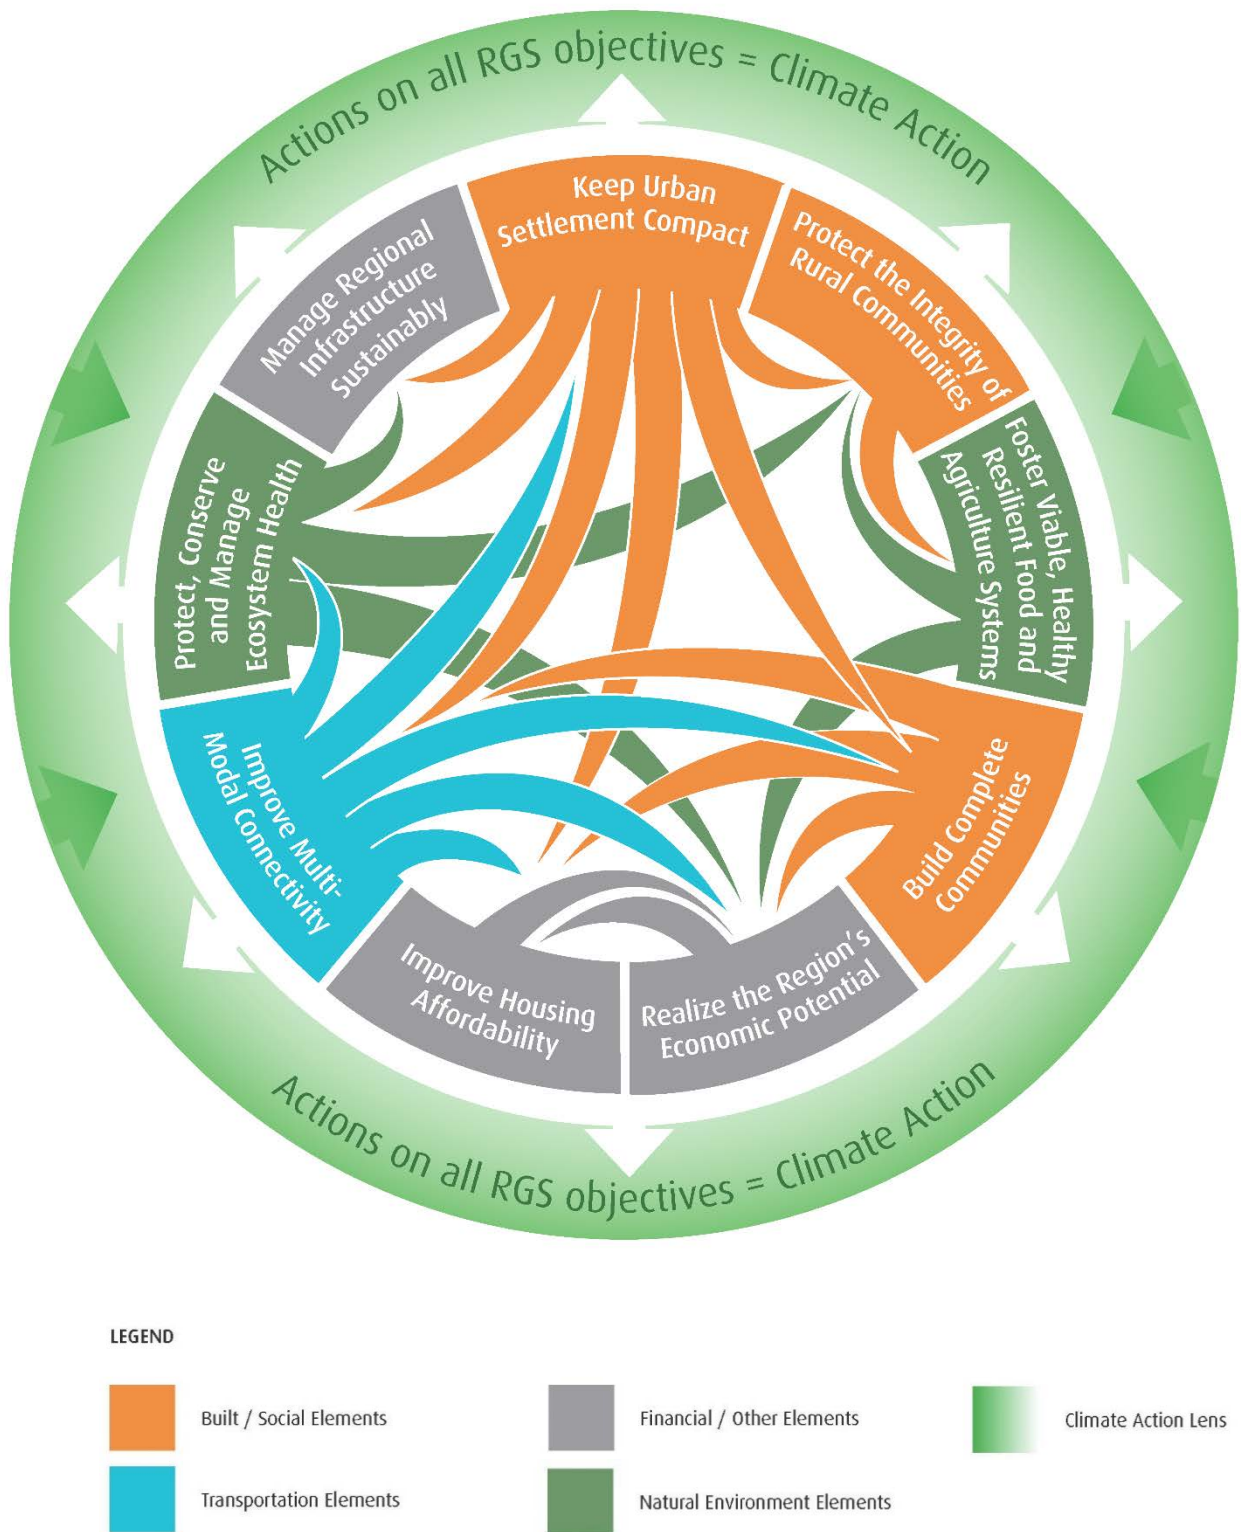 Actions on all RGS objectives = Climate Action
Keep Urban
Settlement Compact
Protect the Integrity of
Rural Communities
Foster Viable, Healthy
Resilient Food and
Agriculture Systems
Build Complete
Communities
Realize the Region's
Economic Potential
Improve Housing
Affordability
Improve Multi-
Modal Connectivity
Protect, Conserve
and Manage
Ecosystem Health
Manage Regional
Infrastructure
Sustainably
Actions on all RGS objectives = Climate Action
LEGEND
Built / Social Elements
Financial / Other Elements
Climate Action Lens
Transportation Elements
Natural Environment Elements